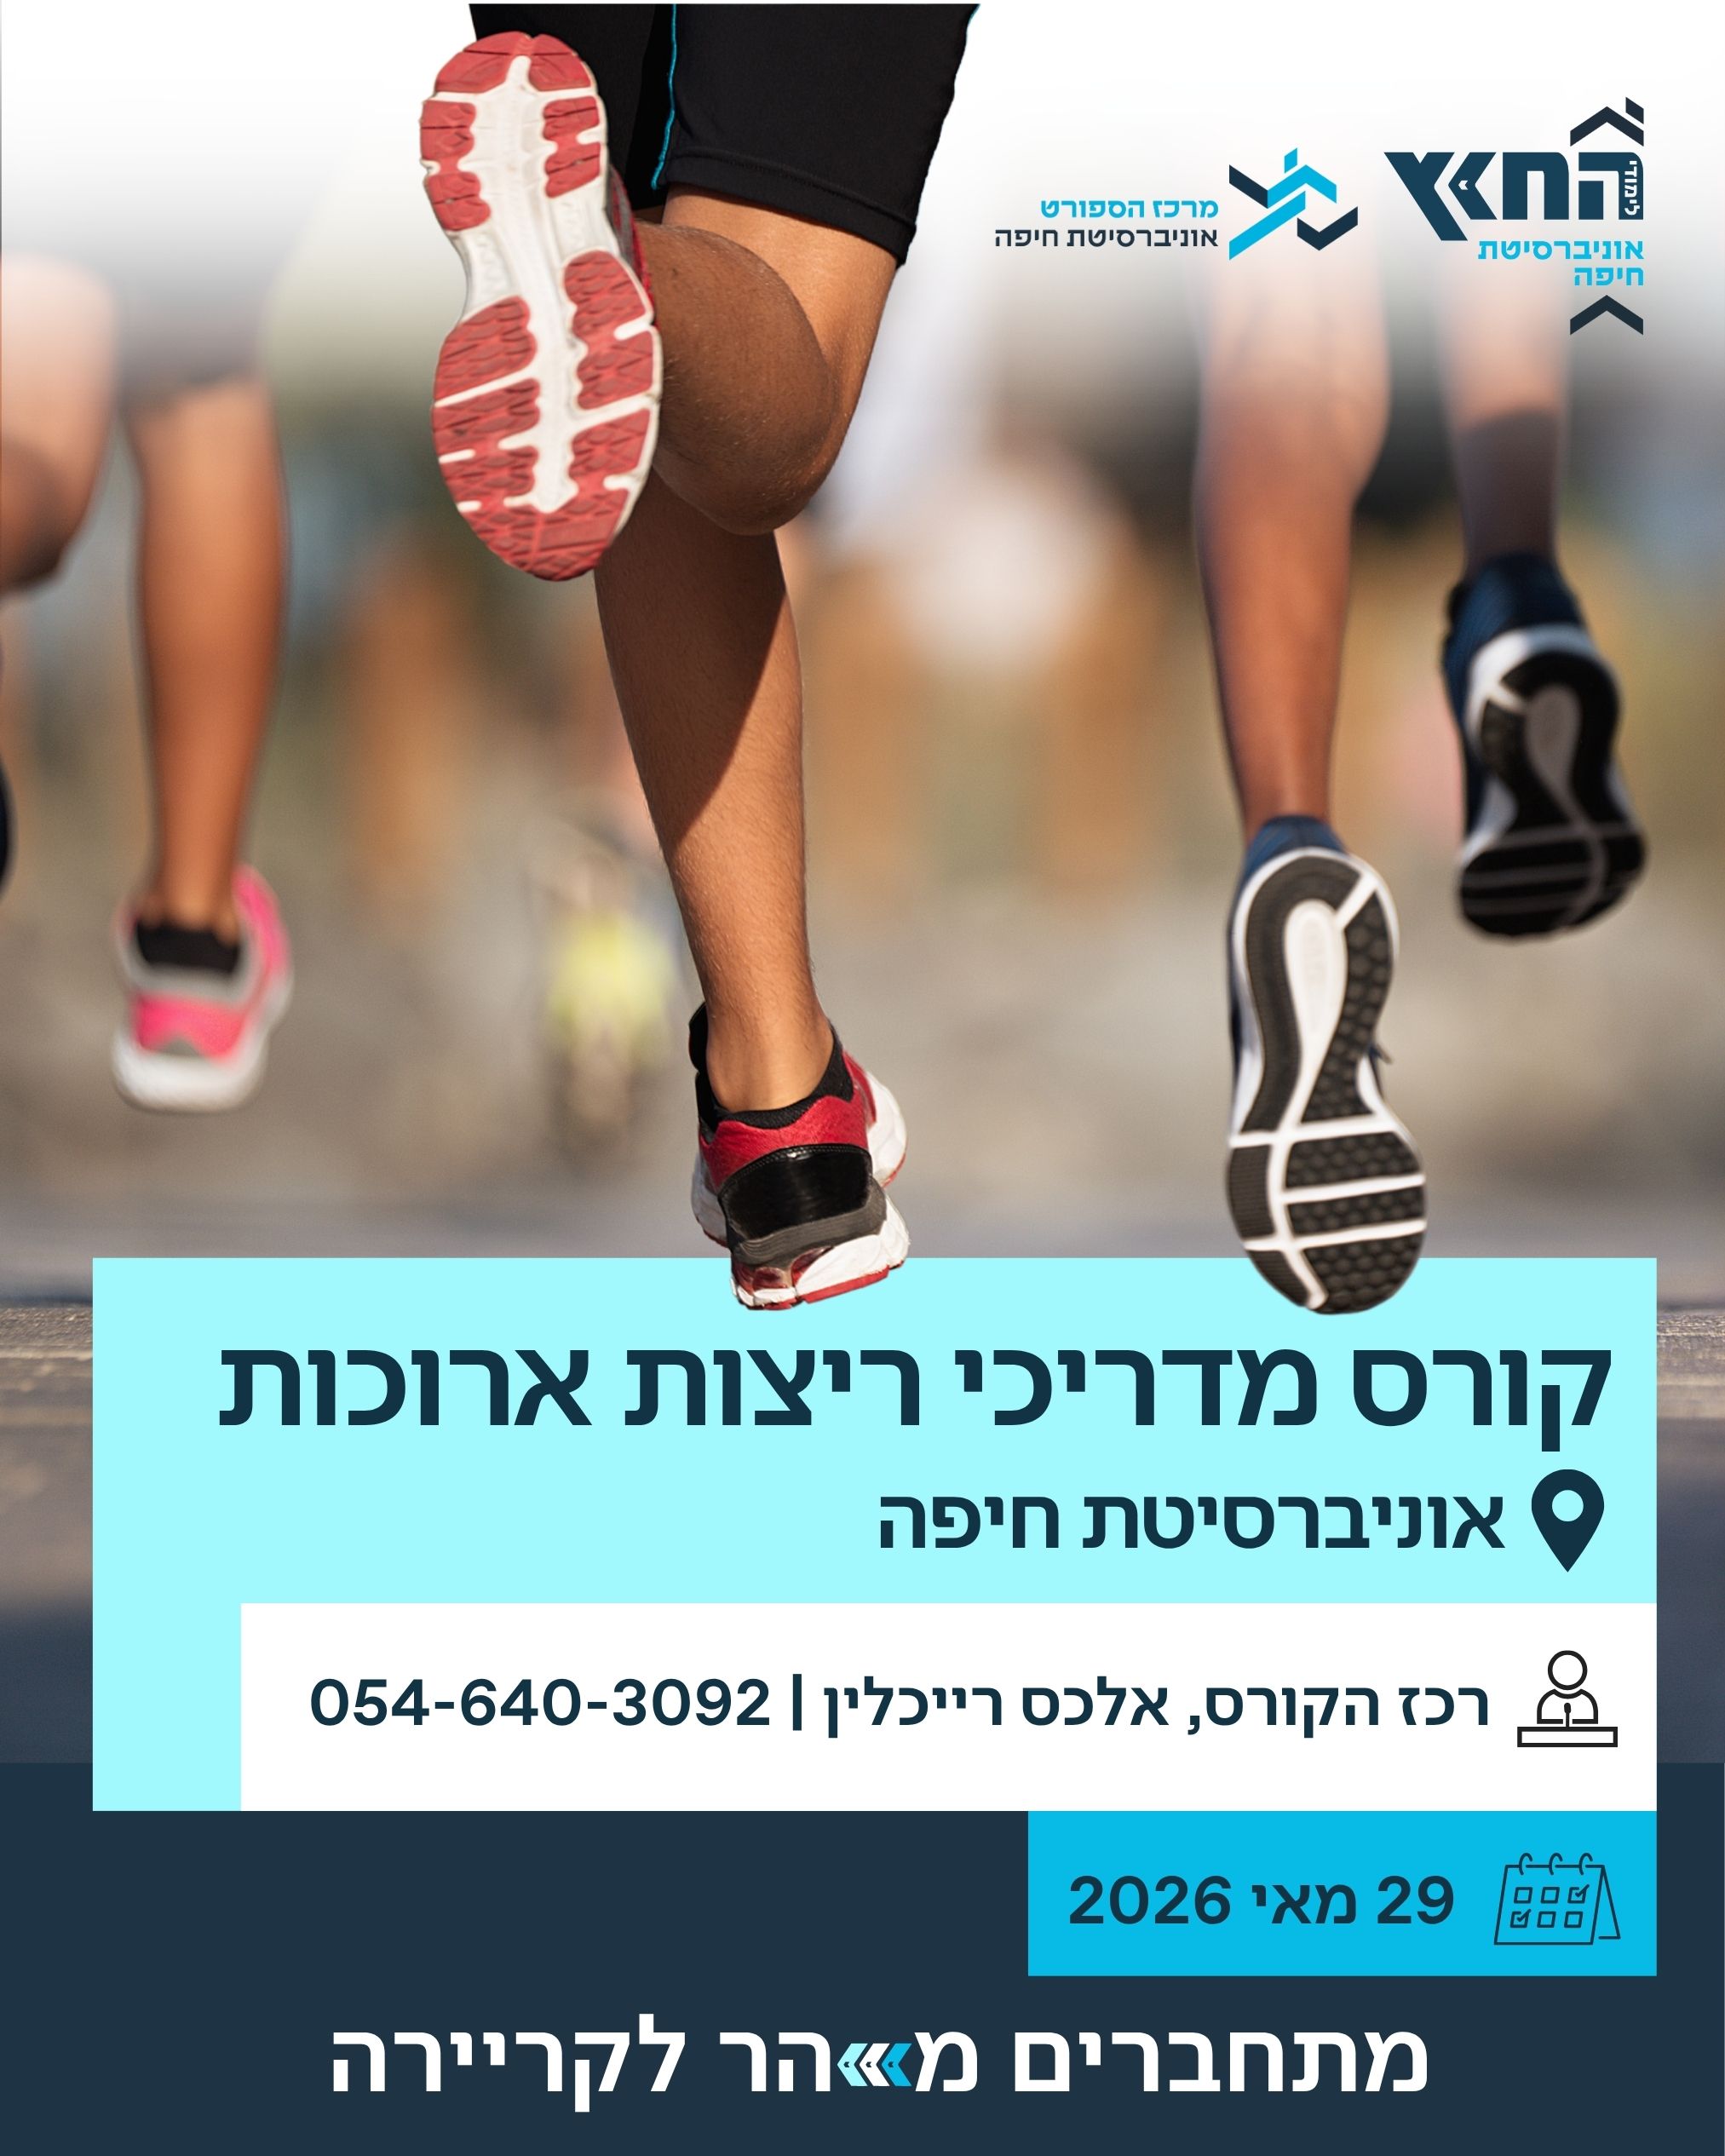 לימודי
החוץ
אוניברסיטת
חיפה
מרכז הספורט
אוניברסיטת חיפה
קורס מדריכי ריצות ארוכות
אוניברסיטת חיפה
רכז הקורס, אלכס רייכלין | 054-640-3092
29 מאי 2026
מתחברים מהר לקריירה